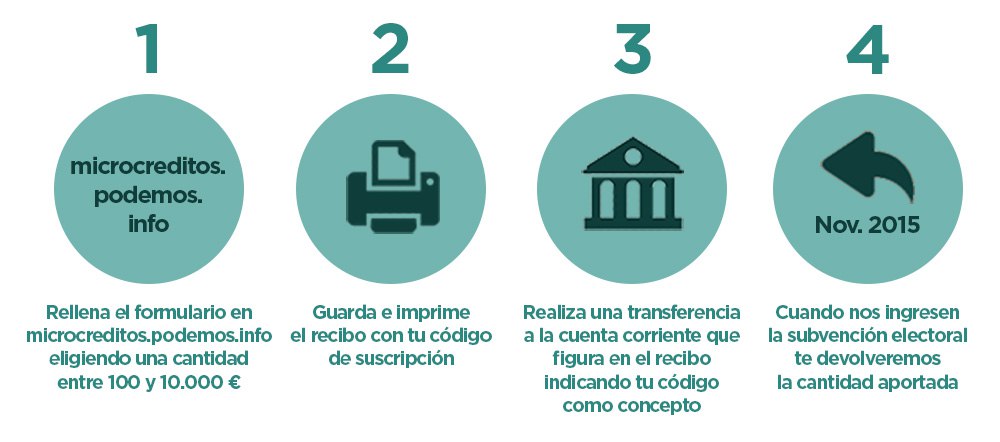 1
microcreditos.
podemos.
info
Rellena el formulario en
microcreditos.podemos.info
eligiendo una cantidad
entre 100 y 10.000 €
2
Guarda e imprime
el recibo con tu código
de suscripción
3
Realiza una transferencia
a la cuenta corriente que
figura en el recibo
indicando tu código
como concepto
4
Nov. 2015
Cuando nos ingresen
la subvención electoral
te devolveremos
la cantidad aportada